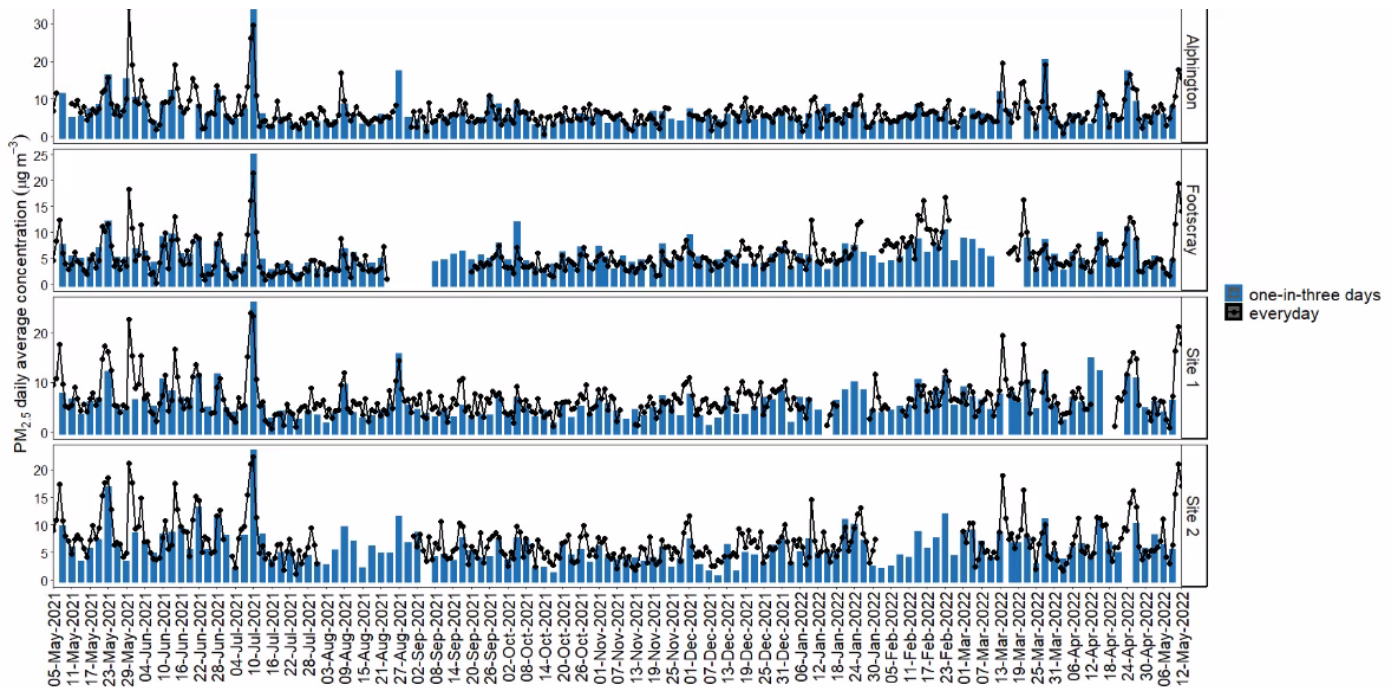 PM2.5 daily average concentration (µg m−3)
30
20
10
0
Alphington
25
20
15
10
5
0
Footscray
20
10
0
Site 1
20
15
10
5
0
Site 2
one-in-three days
everyday
05-May-2021
11-May-2021
17-May-2021
23-May-2021
29-May-2021
04-Jun-2021
10-Jun-2021
16-Jun-2021
22-Jun-2021
28-Jun-2021
04-Jul-2021
10-Jul-2021
16-Jul-2021
22-Jul-2021
28-Jul-2021
03-Aug-2021
09-Aug-2021
15-Aug-2021
21-Aug-2021
27-Aug-2021
02-Sep-2021
08-Sep-2021
14-Sep-2021
20-Sep-2021
26-Sep-2021
02-Oct-2021
08-Oct-2021
14-Oct-2021
20-Oct-2021
26-Oct-2021
01-Nov-2021
07-Nov-2021
13-Nov-2021
19-Nov-2021
25-Nov-2021
01-Dec-2021
07-Dec-2021
13-Dec-2021
19-Dec-2021
25-Dec-2021
31-Dec-2021
06-Jan-2022
12-Jan-2022
18-Jan-2022
24-Jan-2022
30-Jan-2022
05-Feb-2022
11-Feb-2022
17-Feb-2022
23-Feb-2022
01-Mar-2022
07-Mar-2022
13-Mar-2022
19-Mar-2022
25-Mar-2022
31-Mar-2022
06-Apr-2022
12-Apr-2022
18-Apr-2022
24-Apr-2022
30-Apr-2022
06-May-2022
12-May-2022